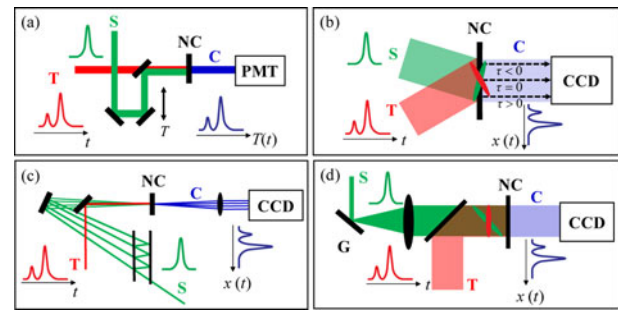 (a)
S
NC
C
T
PMT
T
t
T(t)
(b)
S
NC
C
τ < 0
τ = 0
τ > 0
CCD
T
t
x (t)
(c)
NC
C
CCD
T
t
S
x (t)
(d)
S
NC
C
CCD
G
t
T
x (t)